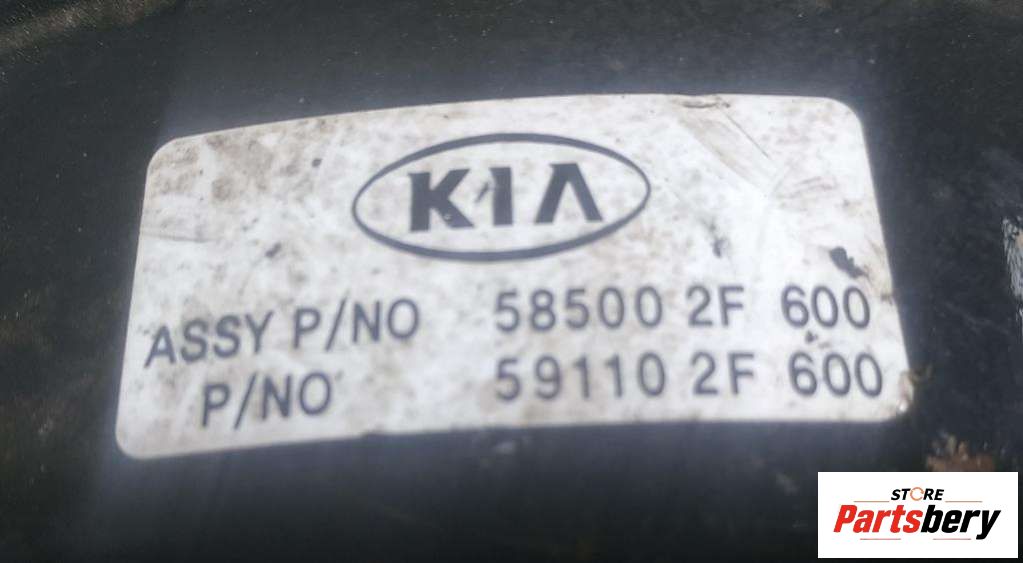 KIA
ASSY P/NO 58500 2F 600
P/NO 59110 2F 600
STORE
Partsbery